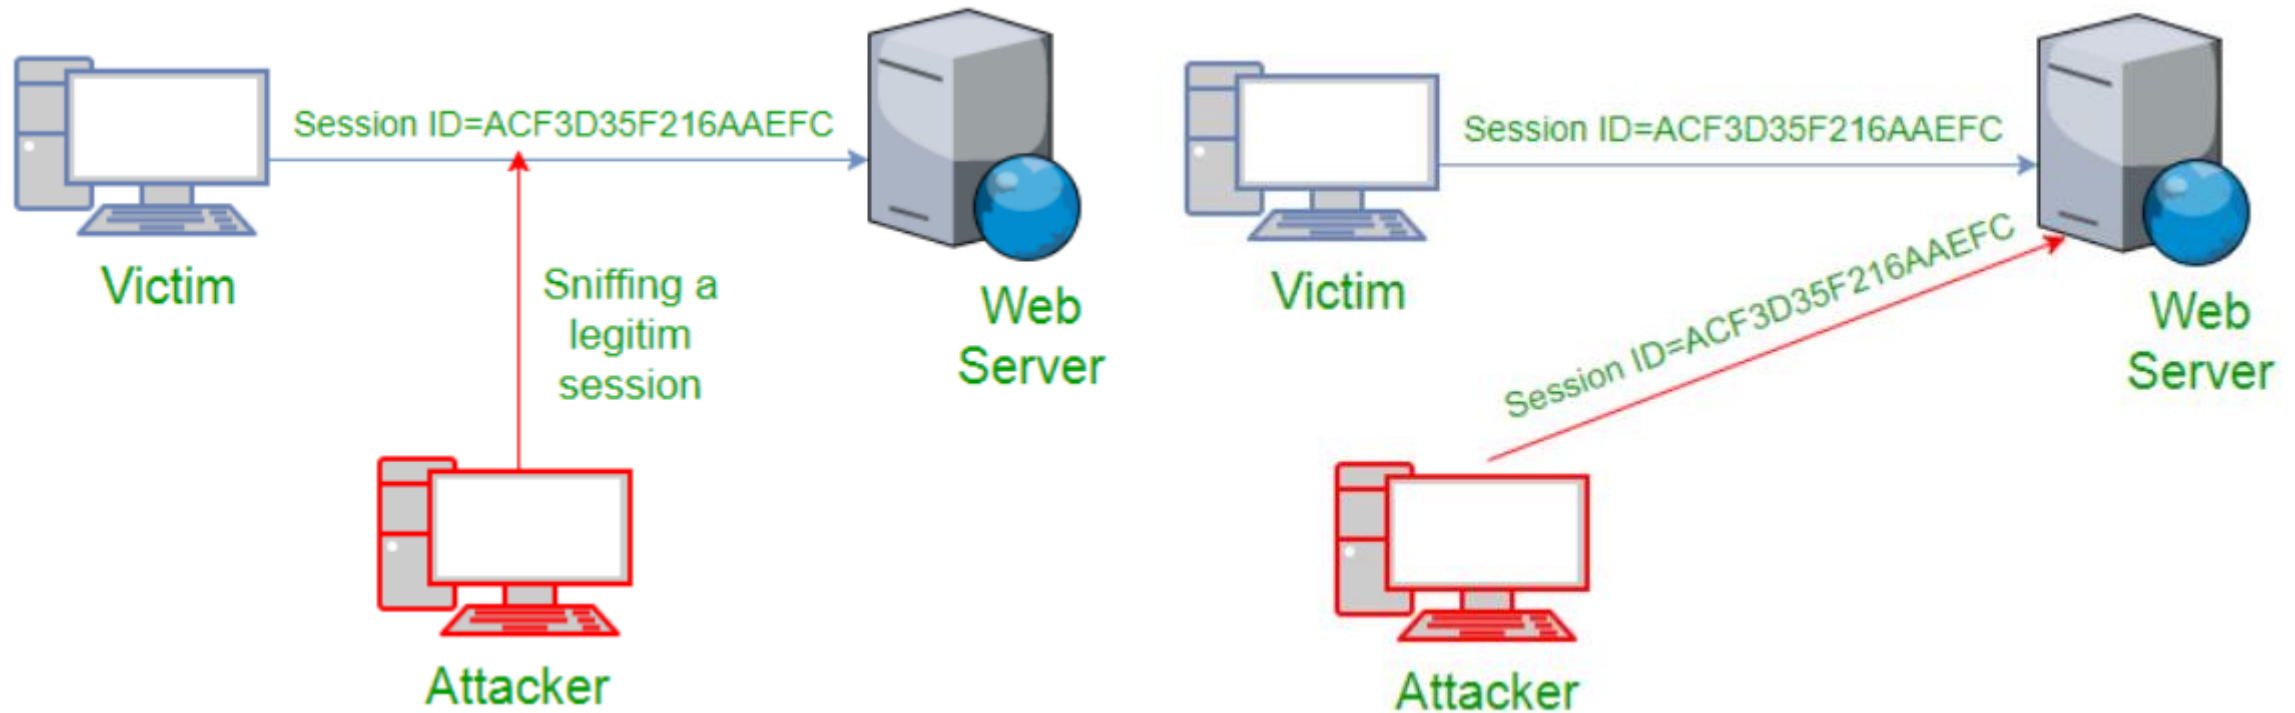 Session ID=ACF3D35F216AAEFC
Victim
Sniffing a
legitim
session
Web
Server
Attacker
Session ID=ACF3D35F216AAEFC
Victim
Session ID=ACF3D35F216AAEFC
Web
Server
Attacker